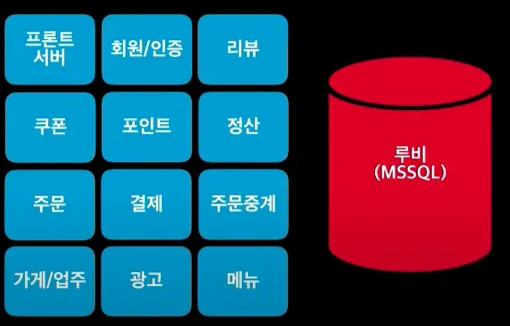 프론트
서버
회원/인증
리뷰
쿠폰
포인트
정산
주문
결제
주문중계
가게/업주
광고
메뉴
루비
(MSSQL)